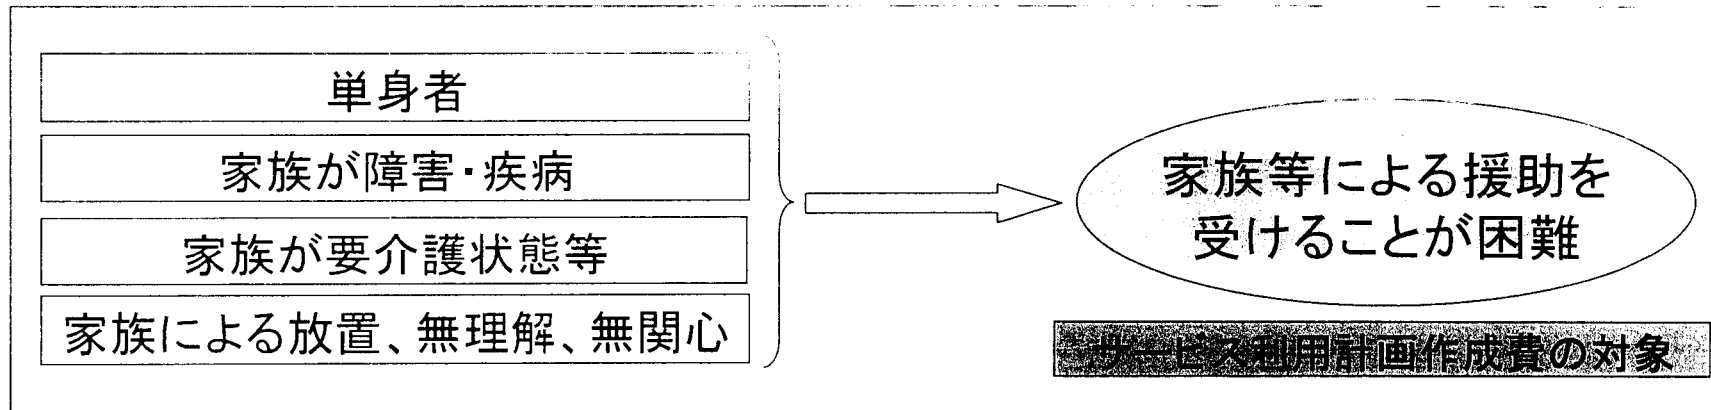 単身者
家族が障害・疾病
家族が要介護状態等
家族による放置、無理解、無関心
家族等による援助を
受けることが困難
サービス利用計画作成費の対象